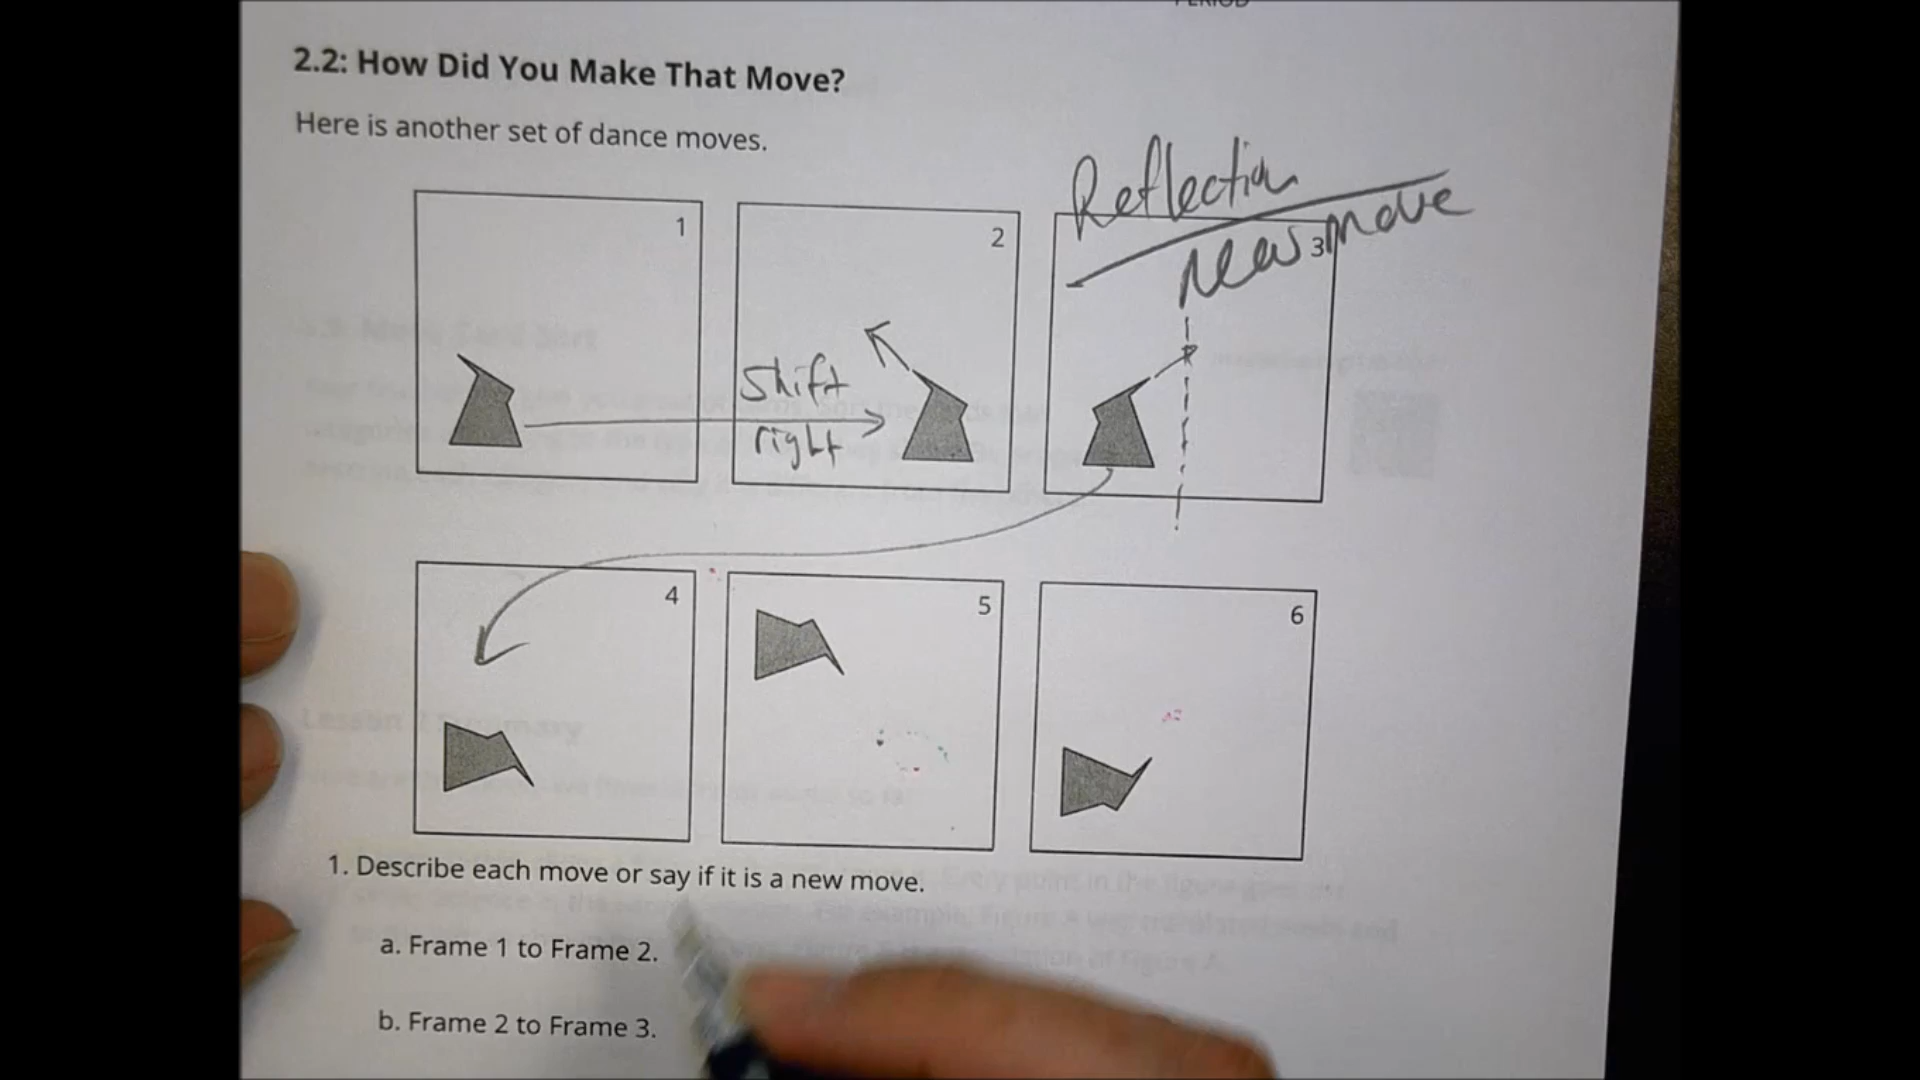 2.2: How Did You Make That Move?
Here is another set of dance moves.
Reflection
New move
1
2
3
Shift
right
4
5
6
1. Describe each move or say if it is a new move.
a. Frame 1 to Frame 2.
b. Frame 2 to Frame 3.